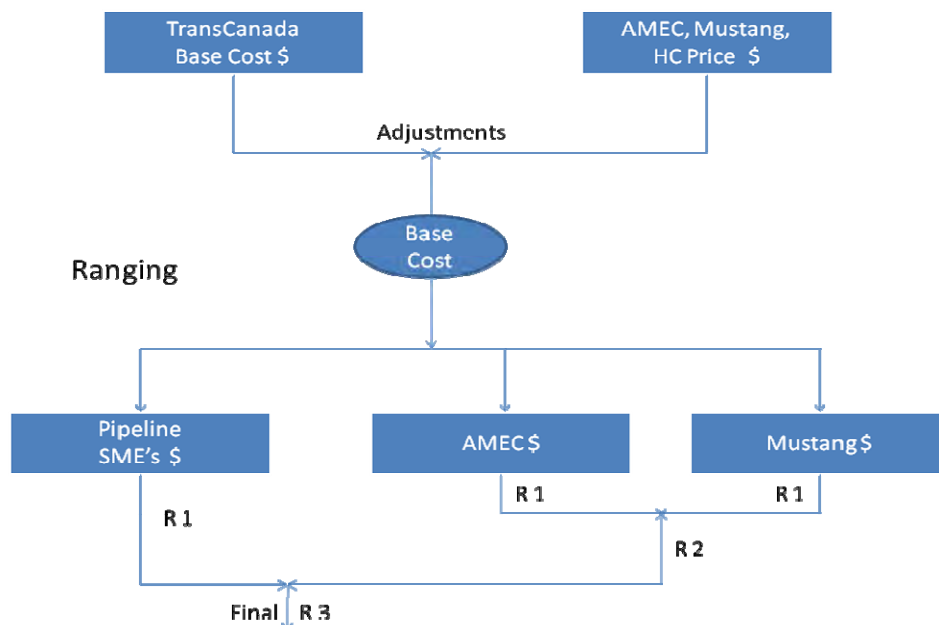 TransCanada
Base Cost $
AMEC, Mustang,
HC Price $
Adjustments
Base
Cost
Ranging
Pipeline
SME's $
AMEC $
Mustang $
R 1
R 1
R 1
R 2
Final
R 3